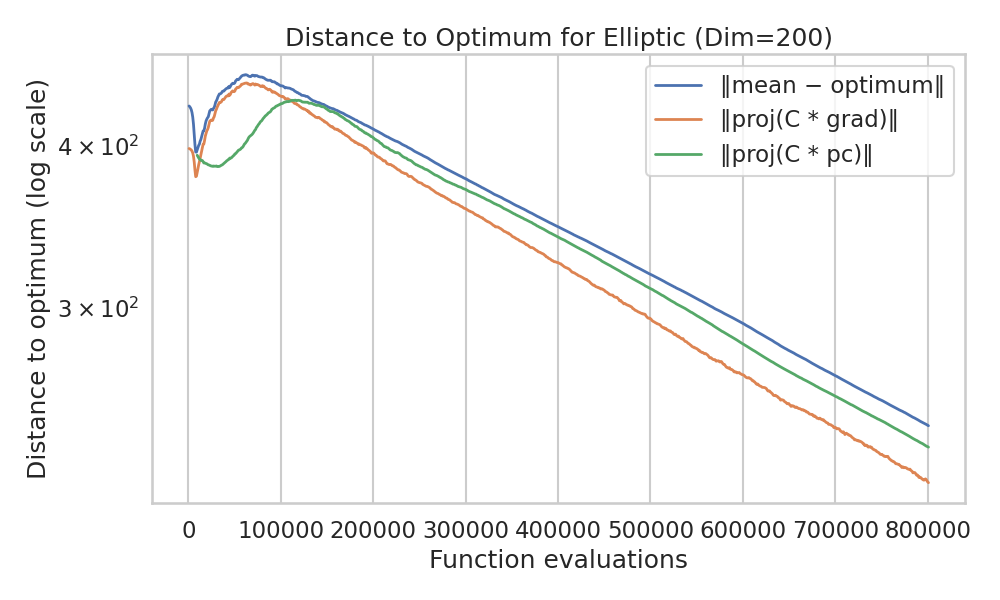 Distance to Optimum for Elliptic (Dim=200)
Distance to optimum (log scale)
4 × 10²
3 × 10²
‖mean − optimum‖
‖proj(C * grad)‖
‖proj(C * pc)‖
0 100000 200000 300000 400000 500000 600000 700000 800000
Function evaluations